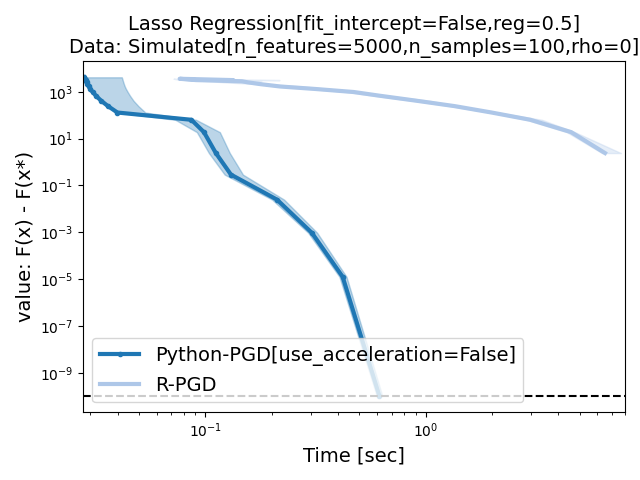 Lasso Regression[fit_intercept=False,reg=0.5]
Data: Simulated[n_features=5000,n_samples=100,rho=0]
value: F(x) - F(x*)
10³
10¹
10⁻¹
10⁻³
10⁻⁵
10⁻⁷
10⁻⁹
Python-PGD[use_acceleration=False]
R-PGD
10⁻¹
10⁰
Time [sec]